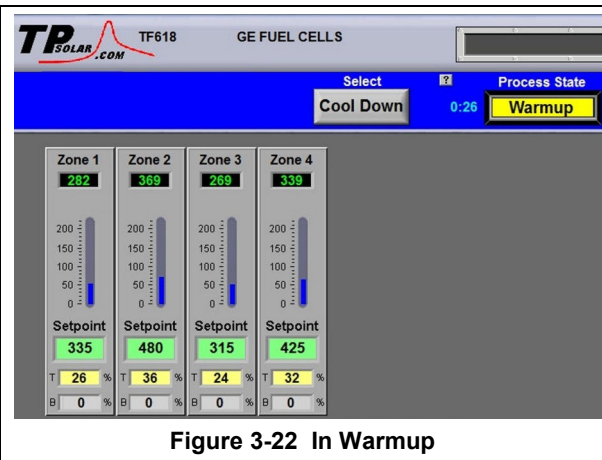 TP SOLAR .COM TF618 GE FUEL CELLS
Select ? Process State
Cool Down 0:26 Warmup
Zone 1 Zone 2 Zone 3 Zone 4
282 369 269 339
200 200 200 200
150 150 150 150
100 100 100 100
50 50 50 50
0 0 0 0
Setpoint Setpoint Setpoint Setpoint
335 480 315 425
T 26 % T 36 % T 24 % T 32 %
B 0 % B 0 % B 0 % B 0 %
Figure 3-22 In Warmup